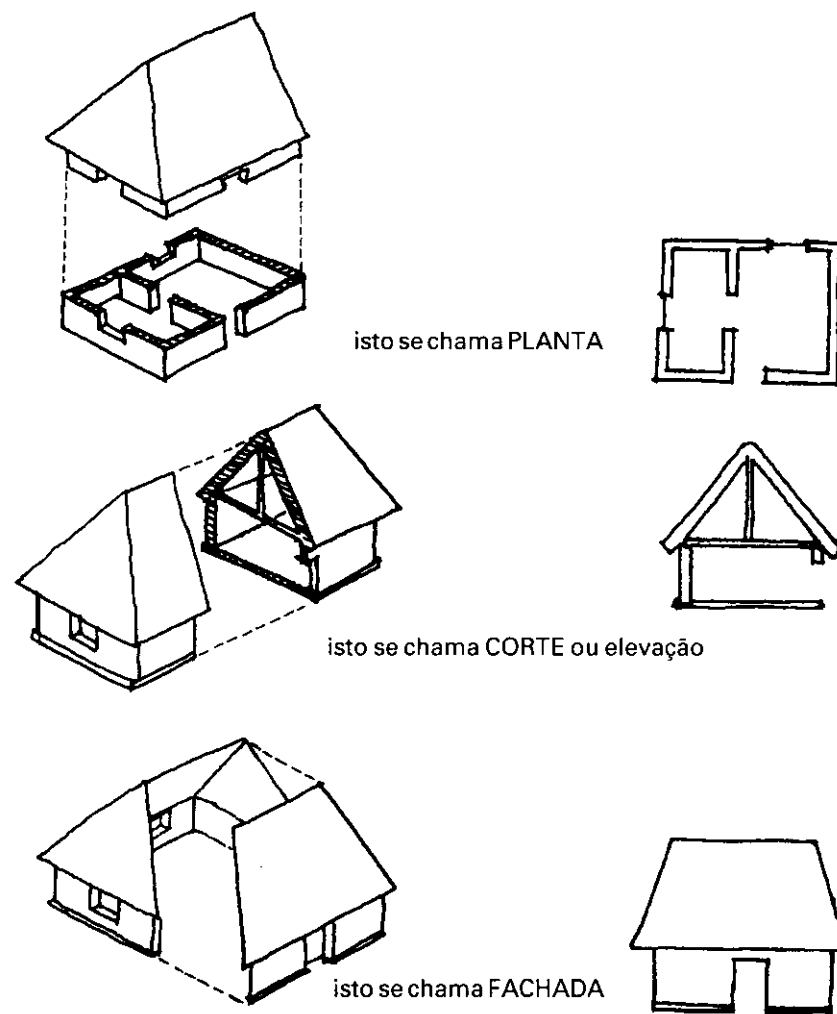 isto se chama PLANTA
isto se chama CORTE ou elevação
isto se chama FACHADA